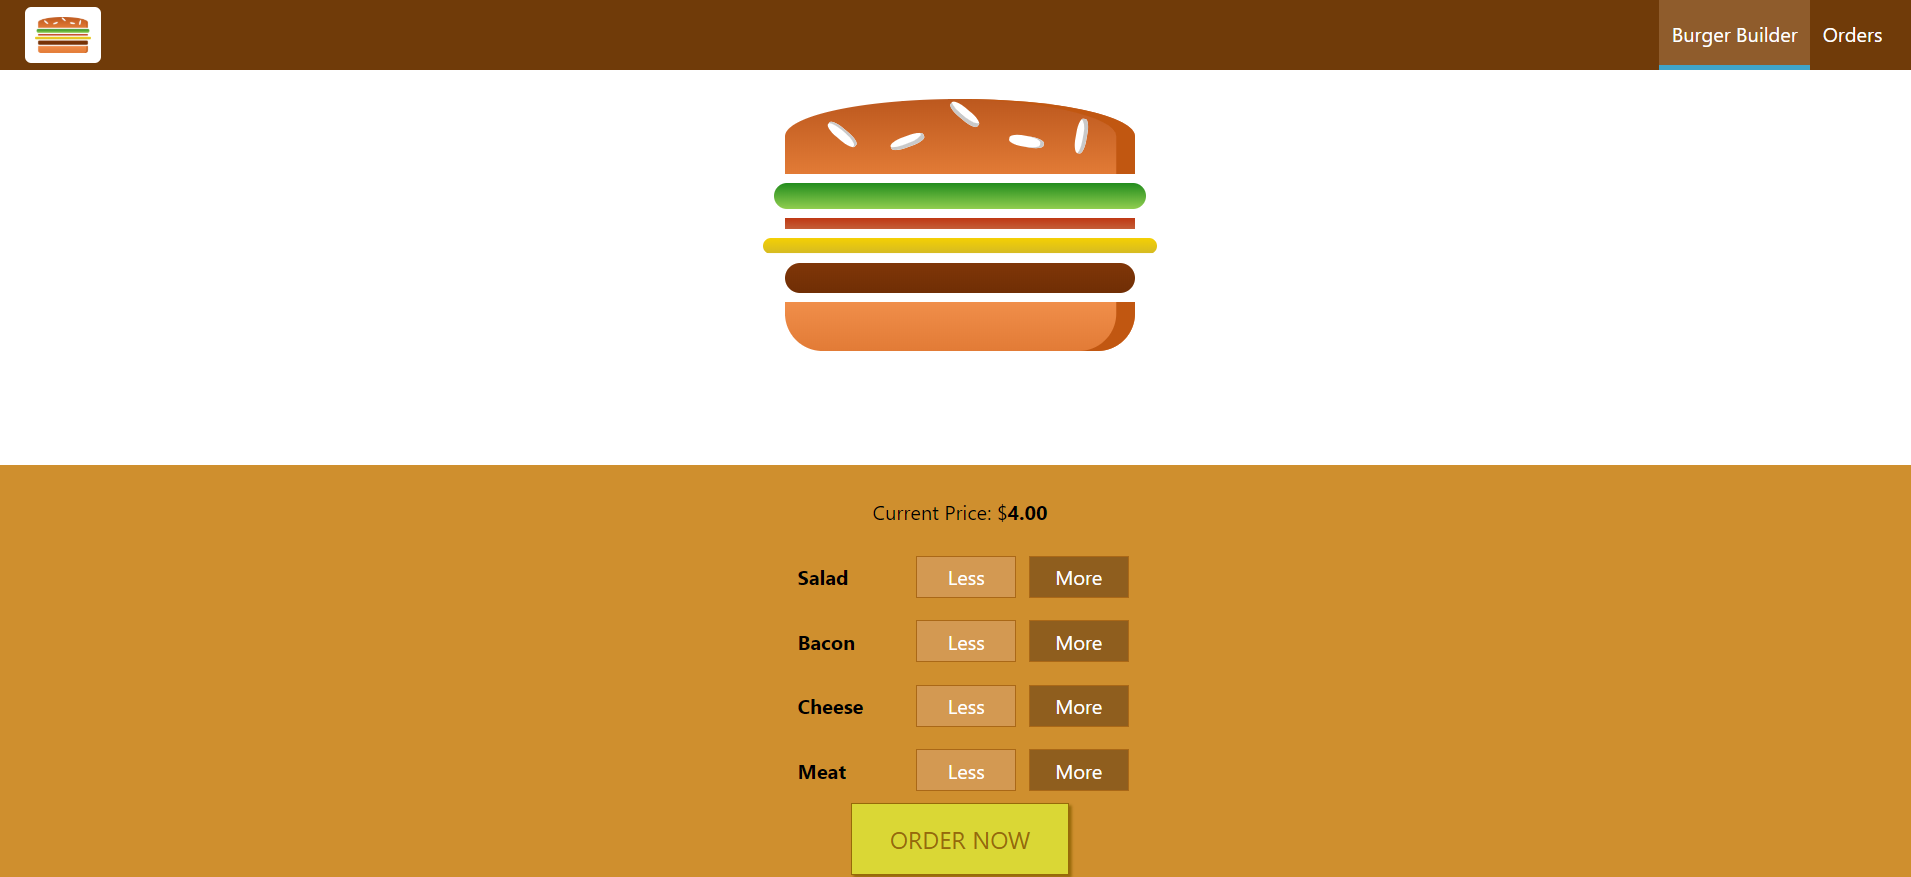 Burger Builder Orders
Current Price: $4.00
Salad Less More
Bacon Less More
Cheese Less More
Meat Less More
ORDER NOW